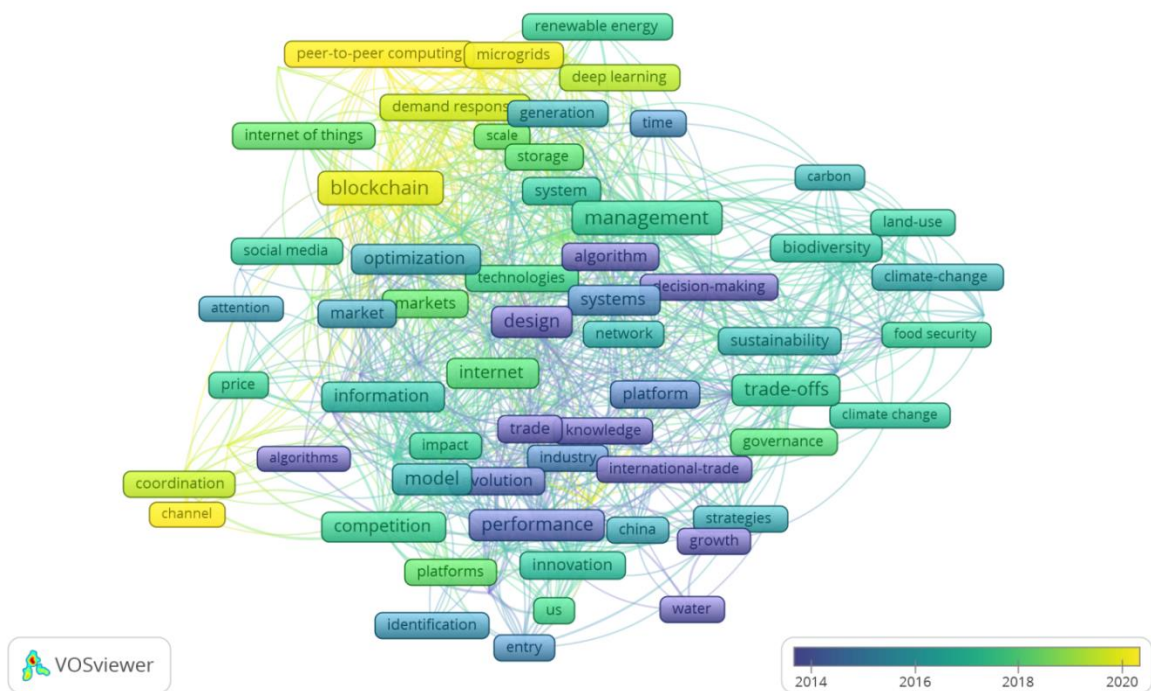 renewable energy
peer-to-peer computing
microgrids
deep learning
demand respons
generation
time
internet of things
scale
storage
carbon
blockchain
system
management
land-use
social media
optimization
technologies
algorithm
biodiversity
climate-change
decision-making
attention
market
markets
systems
design
network
sustainability
food security
price
internet
information
platform
trade-offs
climate change
trade
knowledge
governance
algorithms
impact
industry
international-trade
coordination
model
volution
channel
competition
performance
china
strategies
growth
platforms
innovation
us
water
identification
entry
VOSviewer
2014 2016 2018 2020